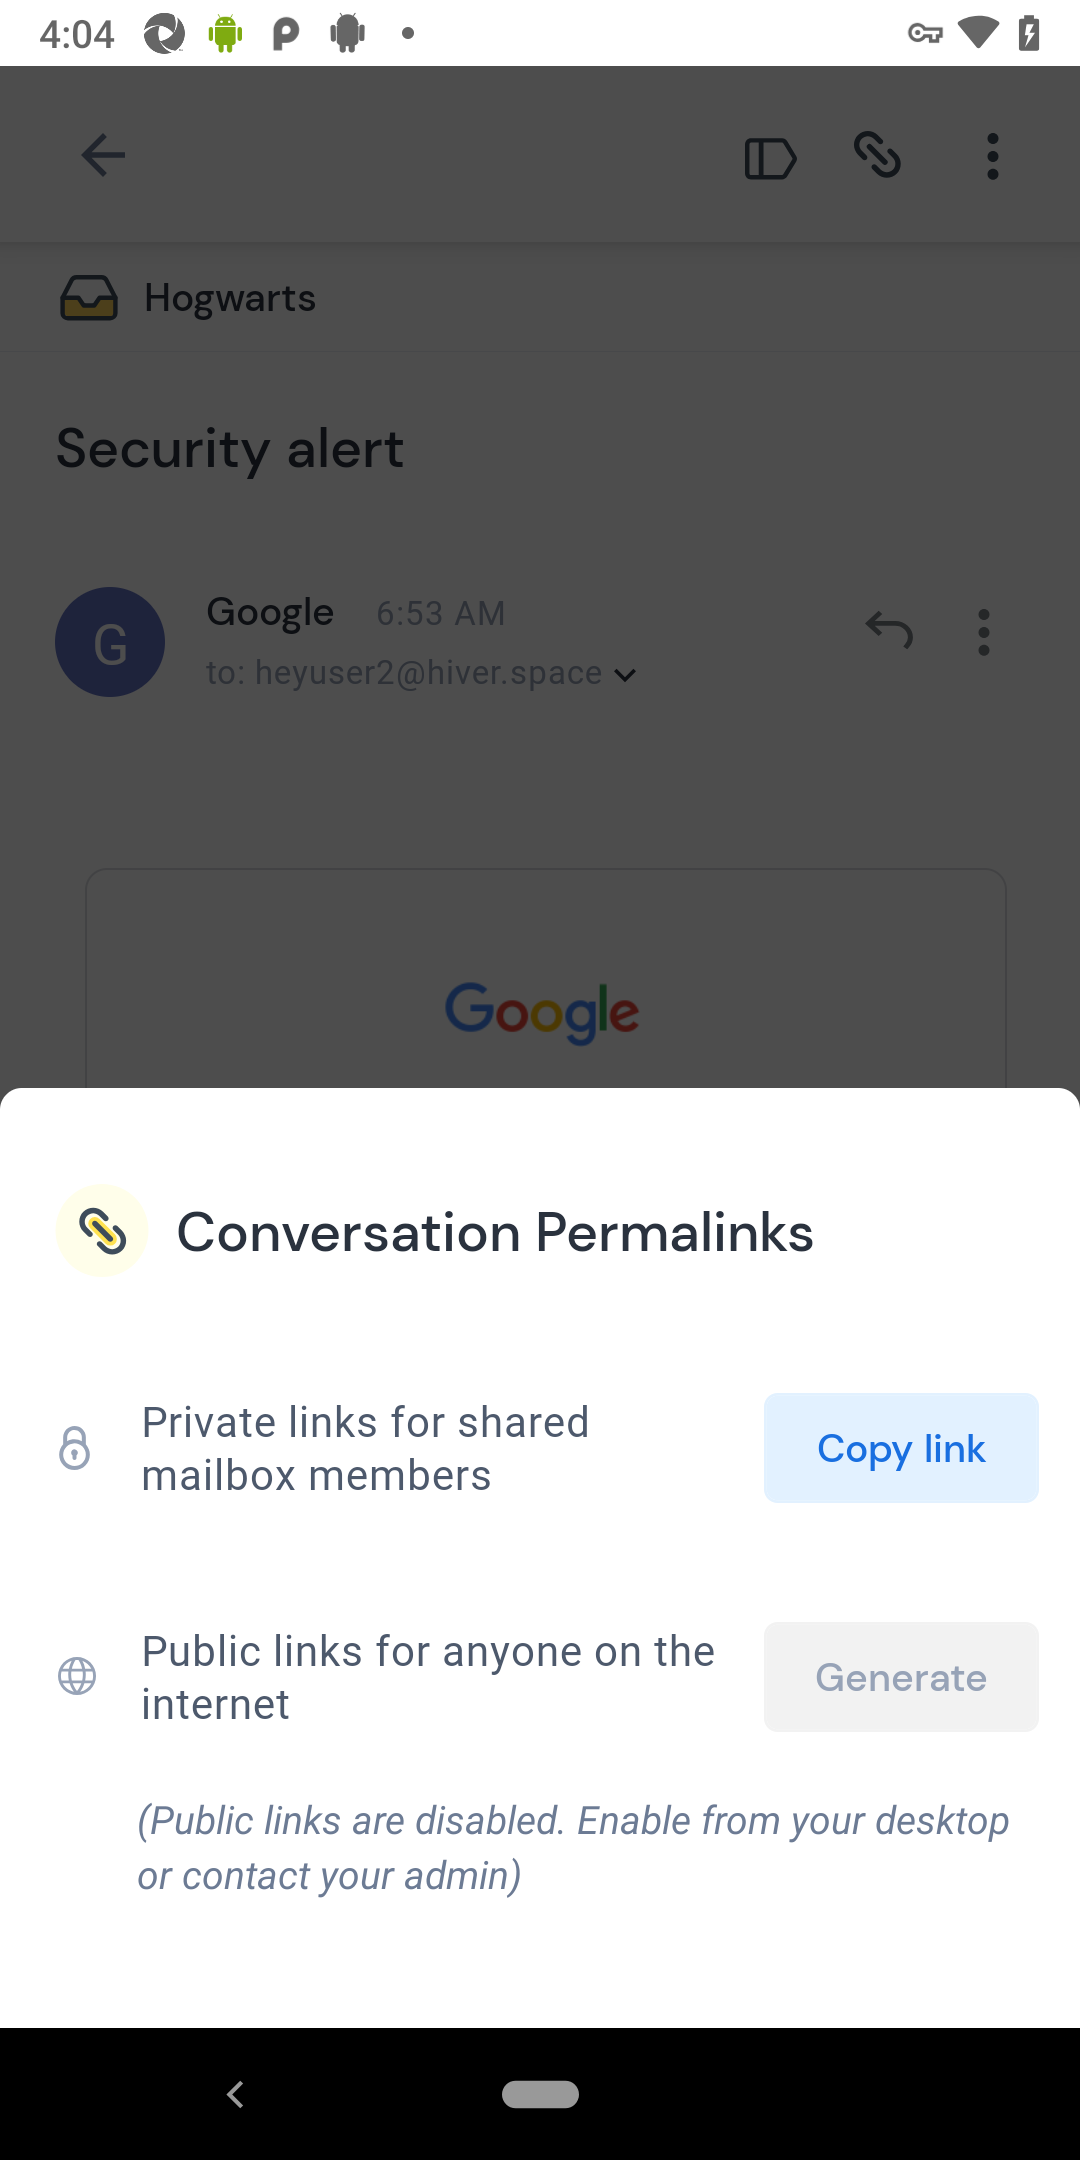 4:04
Hogwarts
Security alert
G
Google 6:53 AM
to: heyuser2@hiver.space
Google
Conversation Permalinks
Private links for shared
mailbox members
Copy link
Public links for anyone on the
internet
Generate
(Public links are disabled. Enable from your desktop
or contact your admin)